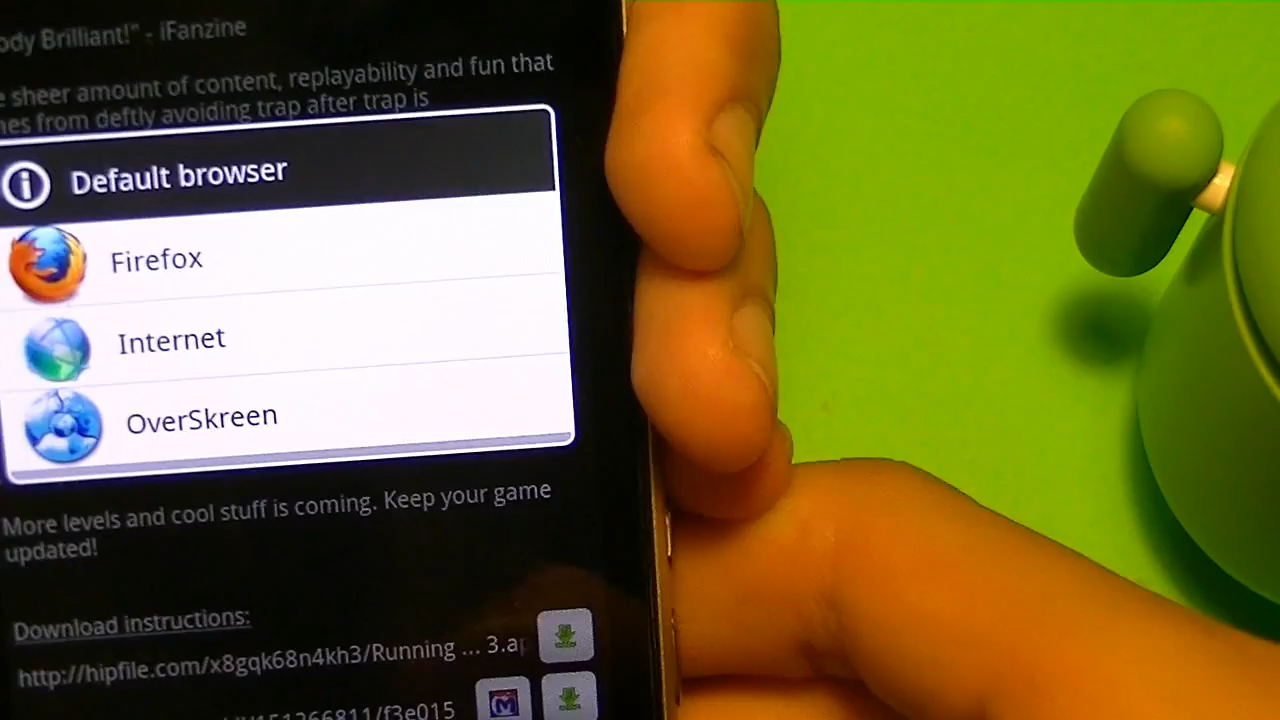 ody Brilliant!" - iFanzine
e sheer amount of content, replayability and fun that
nes from deftly avoiding trap after trap is
Default browser
Firefox
Internet
OverSkreen
More levels and cool stuff is coming. Keep your game
updated!
Download instructions:
http://hipfile.com/x8gqk68n4kh3/Running ... 3.ap
151266811/f3e015